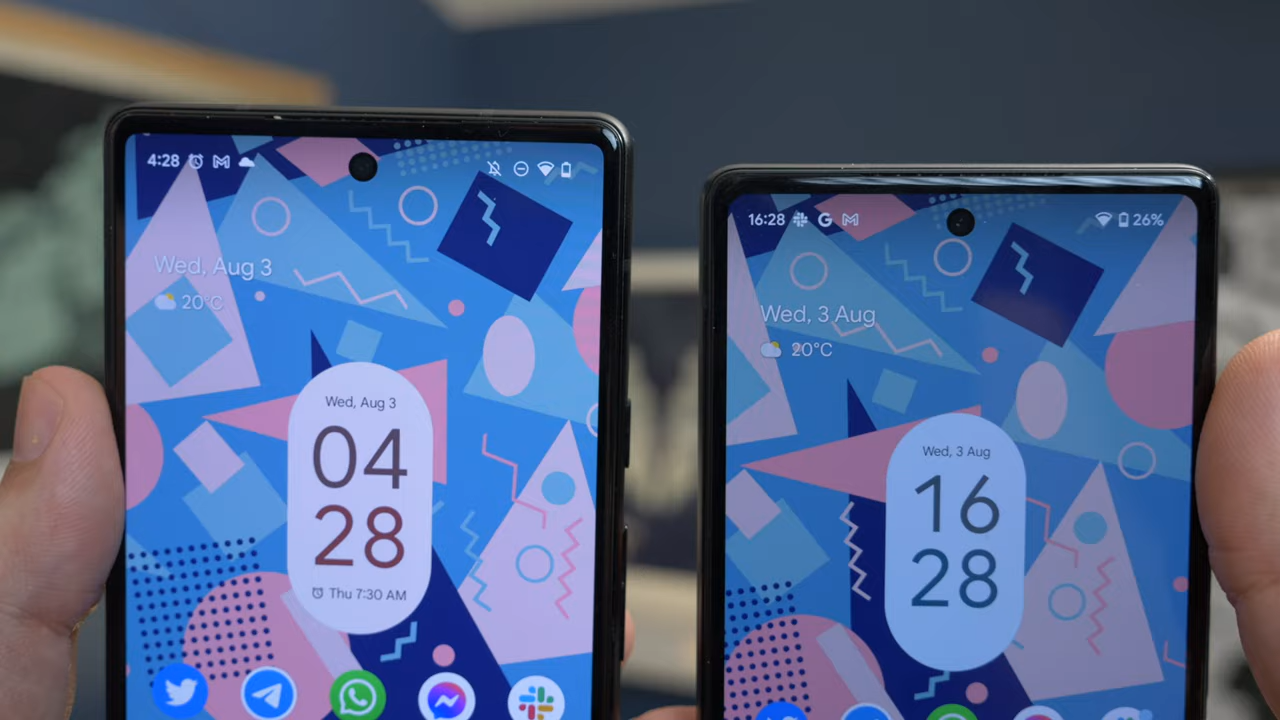 4:28
Wed, Aug 3
20°C
Wed, Aug 3
04
28
Thu 7:30 AM
16:28
26%
Wed, 3 Aug
20°C
Wed, 3 Aug
16
28